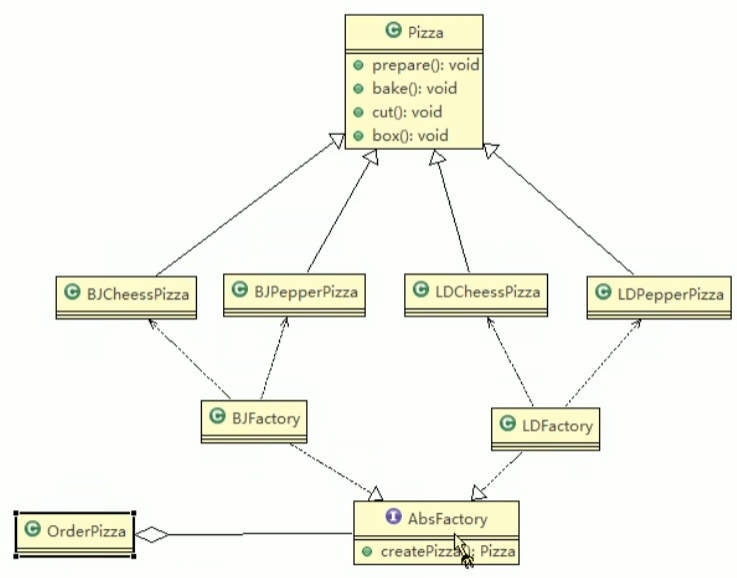 C Pizza
prepare(): void
bake(): void
cut(): void
box(): void
C BJCheessPizza
C BJPepperPizza
C LDCheessPizza
C LDPepperPizza
C BJFactory
C LDFactory
C OrderPizza
I AbsFactory
createPizza(): Pizza